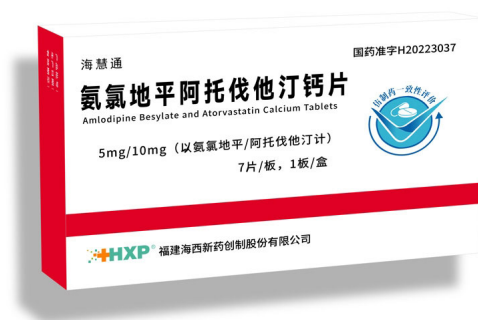 海慧通
国药准字H20223037
氨氯地平阿托伐他汀钙片
Amlodipine Besylate and Atorvastatin Calcium Tablets
仿制药一致性评价
5mg/10mg（以氨氯地平/阿托伐他汀计）
7片/板，1板/盒
HXP® 福建海西新药创制股份有限公司